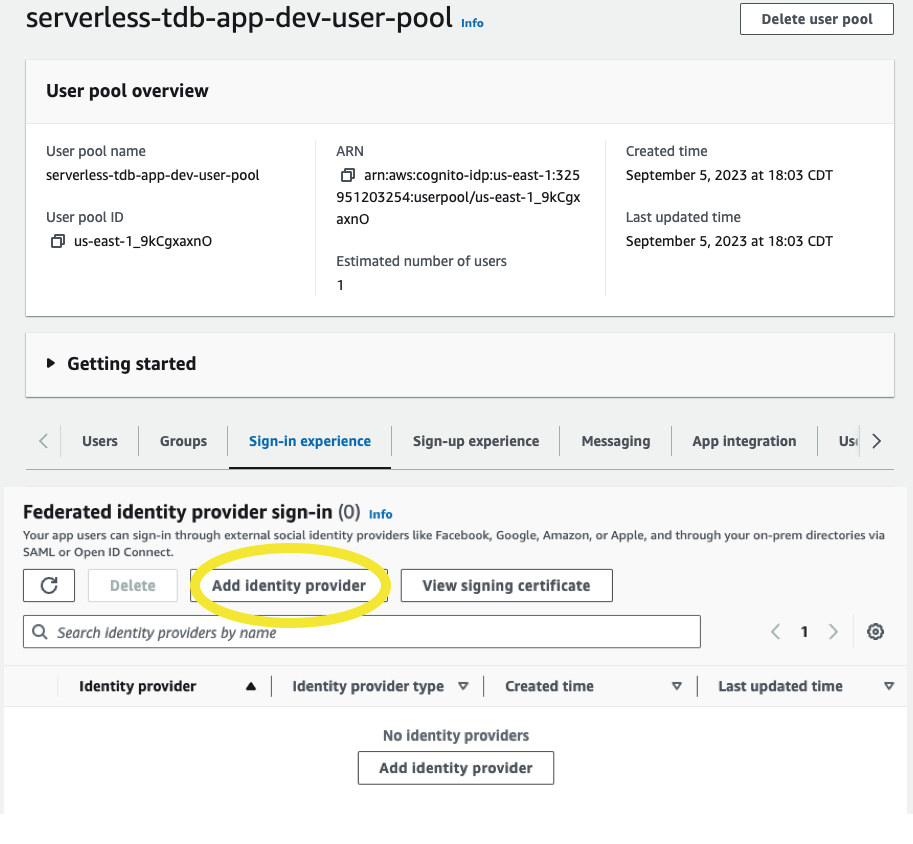 serverless-tdb-app-dev-user-pool Info
Delete user pool
User pool overview
User pool name
serverless-tdb-app-dev-user-pool
User pool ID
us-east-1_9kCgxaxnO
ARN
arn:aws:cognito-idp:us-east-1:325
951203254:userpool/us-east-1_9kCgx
axnO
Estimated number of users
1
Created time
September 5, 2023 at 18:03 CDT
Last updated time
September 5, 2023 at 18:03 CDT
Getting started
Users Groups Sign-in experience Sign-up experience Messaging App integration
Federated identity provider sign-in (0) Info
Your app users can sign-in through external social identity providers like Facebook, Google, Amazon, or Apple, and through your on-prem directories via
SAML or Open ID Connect.
Delete Add identity provider View signing certificate
Search identity providers by name
1
Identity provider Identity provider type Created time Last updated time
No identity providers
Add identity provider